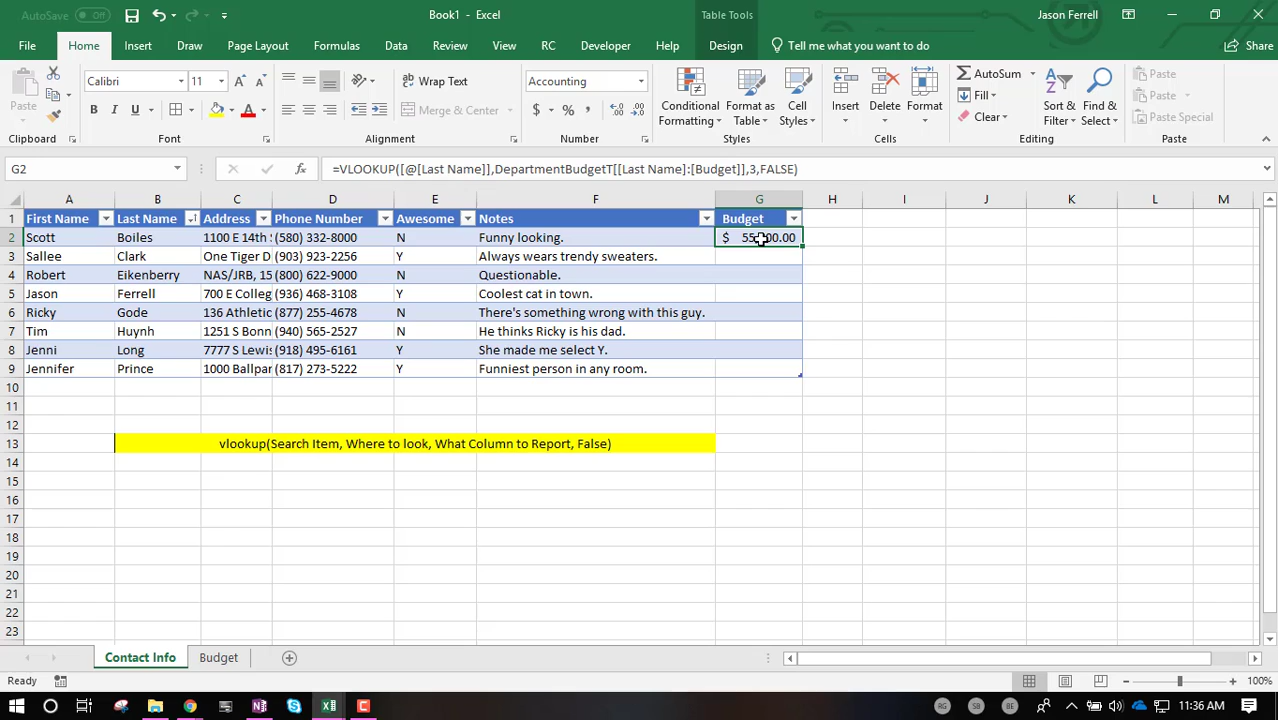 AutoSave Off
Book1 - Excel
Table Tools
Jason Ferrell
File Home Insert Draw Page Layout Formulas Data Review View RC Developer Help Design Tell me what you want to do Share
Paste
Calibri 11
Wrap Text
Merge & Center
Accounting
$ % ,
B I U
Conditional Formatting
Format as Table
Cell Styles
Insert Delete Format
AutoSum
Fill
Clear
Sort & Filter
Find & Select
Paste
Paste
Paste Special
Clipboard Font Alignment Number Styles Cells Editing Paste
G2 fx =VLOOKUP([@[Last Name]],DepartmentBudgetT[[Last Name]:[Budget]],3,FALSE)
A B C D E F G H I J K L M
1 First Name Last Name Address Phone Number Awesome Notes Budget
2 Scott Boiles 1100 E 14th (580) 332-8000 N Funny looking. $
3 Sallee Clark One Tiger D (903) 923-2256 Y Always wears trendy sweaters.
4 Robert Eikenberry NAS/JRB, 15 (800) 622-9000 N Questionable.
5 Jason Ferrell 700 E Colleg (936) 468-3108 Y Coolest cat in town.
6 Ricky Gode 136 Athletic (877) 255-4678 N There's something wrong with this guy.
7 Tim Huynh 1251 S Bonn (940) 565-2527 N He thinks Ricky is his dad.
8 Jenni Long 7777 S Lewis (918) 495-6161 Y She made me select Y.
9 Jennifer Prince 1000 Ballpar (817) 273-5222 Y Funniest person in any room.
10
11
12
13 vlookup(Search Item, Where to look, What Column to Report, False)
14
15
16
17
18
19
20
21
22
23
Contact Info Budget
Ready 100%
RG SB BE 11:36 AM